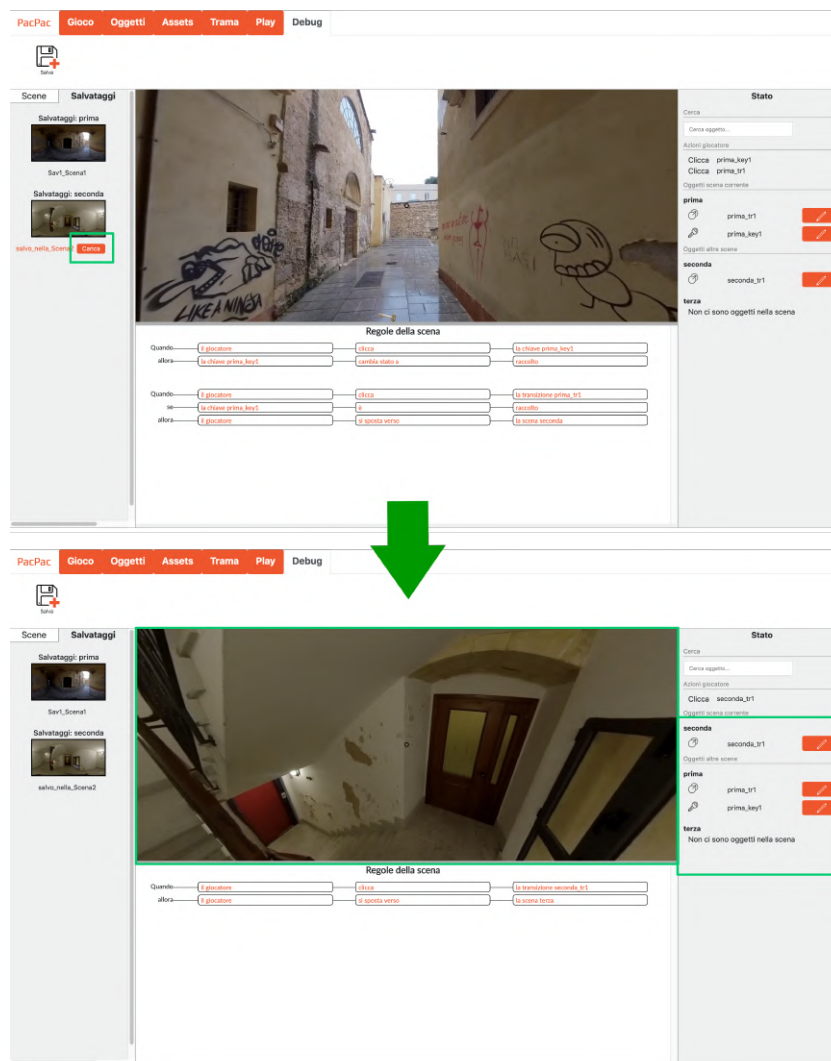 PacPac Gioco Oggetti Assets Trama Play Debug
Salva
Scene Salvataggi
Salvataggi: prima
Sav1_Scena1
Salvataggi: seconda
salvo_nella_Scena2 Carica
LIKE A NINJA
Regole della scena
Quando il giocatore clicca la chiave prima_key1
allora la chiave prima_key1 cambia stato a raccolto
Quando il giocatore clicca la transizione prima_tr1
se la chiave prima_key1 è raccolto
allora il giocatore si sposta verso la scena seconda
Stato
Cerca
Cerca oggetto...
Azioni giocatore
Clicca prima_key1
Clicca prima_tr1
Oggetti scena corrente
prima
prima_tr1
prima_key1
Oggetti altre scene
seconda
seconda_tr1
terza
Non ci sono oggetti nella scena
PacPac Gioco Oggetti Assets Trama Play Debug
Salva
Scene Salvataggi
Salvataggi: prima
Sav1_Scena1
Salvataggi: seconda
salvo_nella_Scena2
Regole della scena
Quando il giocatore clicca la transizione seconda_tr1
allora il giocatore si sposta verso la scena terza
Stato
Cerca
Cerca oggetto...
Azioni giocatore
Clicca seconda_tr1
Oggetti scena corrente
seconda
seconda_tr1
Oggetti altre scene
prima
prima_tr1
prima_key1
terza
Non ci sono oggetti nella scena